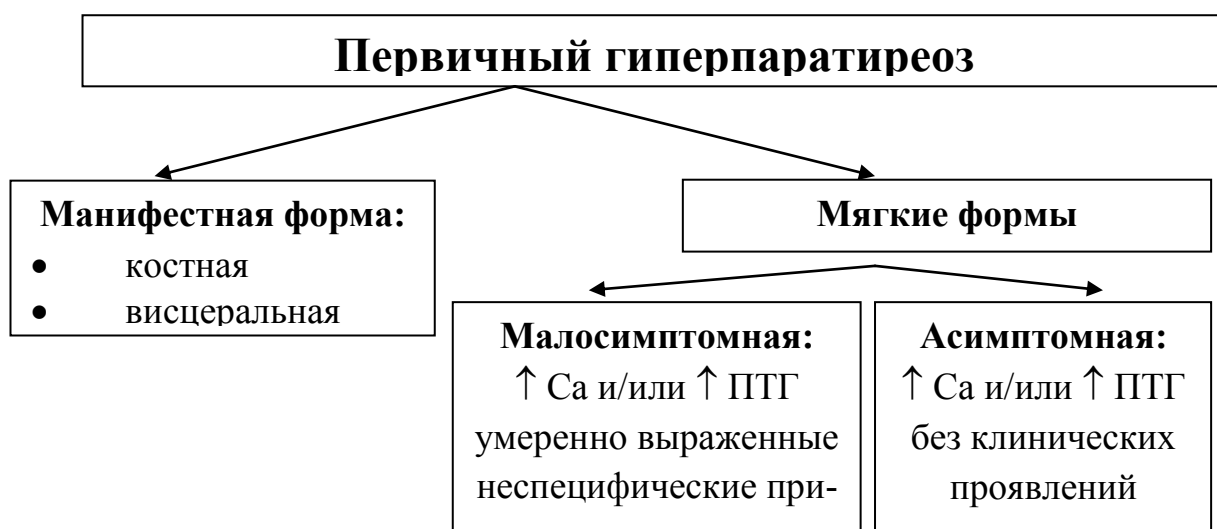 Первичный гиперпаратиреоз
Манифестная форма:
• костная
• висцеральная
Мягкие формы
Малосимптомная:
↑ Са и/или ↑ ПТГ
умеренно выраженные
неспецифические при-
Асимптомная:
↑ Са и/или ↑ ПТГ
без клинических
проявлений